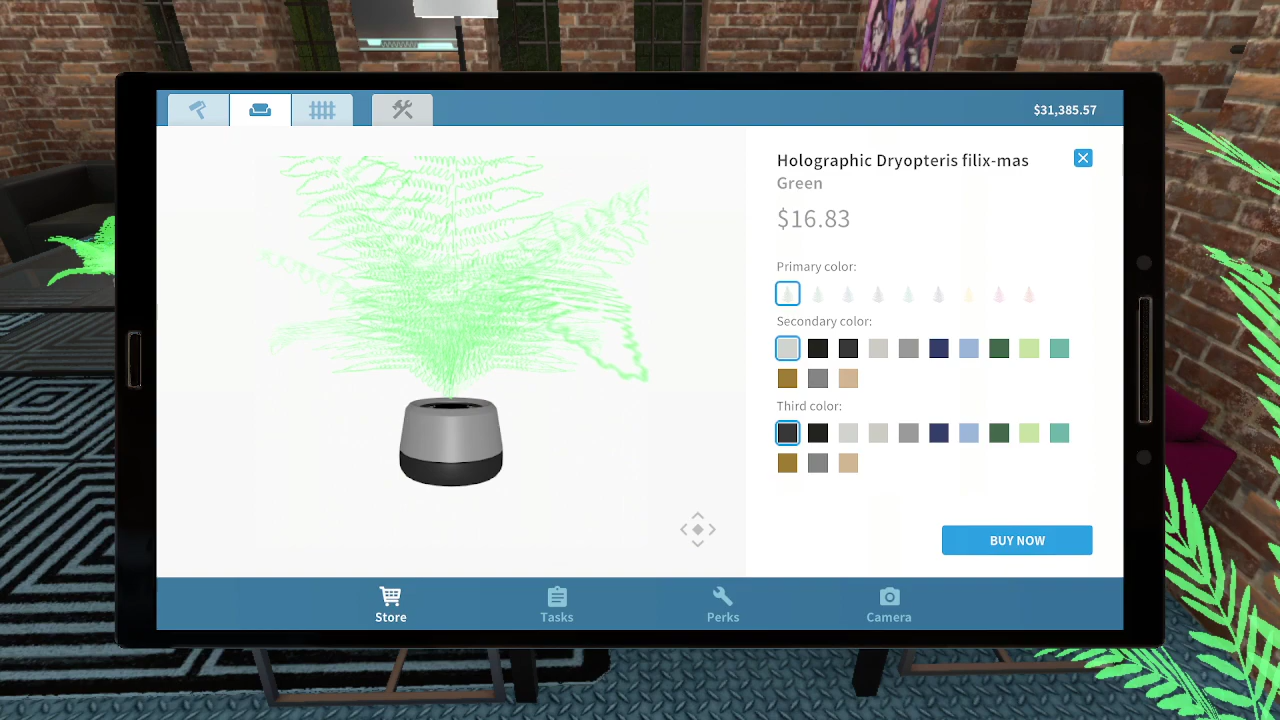 $31,385.57
Holographic Dryopteris filix-mas
Green
$16.83
Primary color:
Secondary color:
Third color:
BUY NOW
Store
Tasks
Perks
Camera